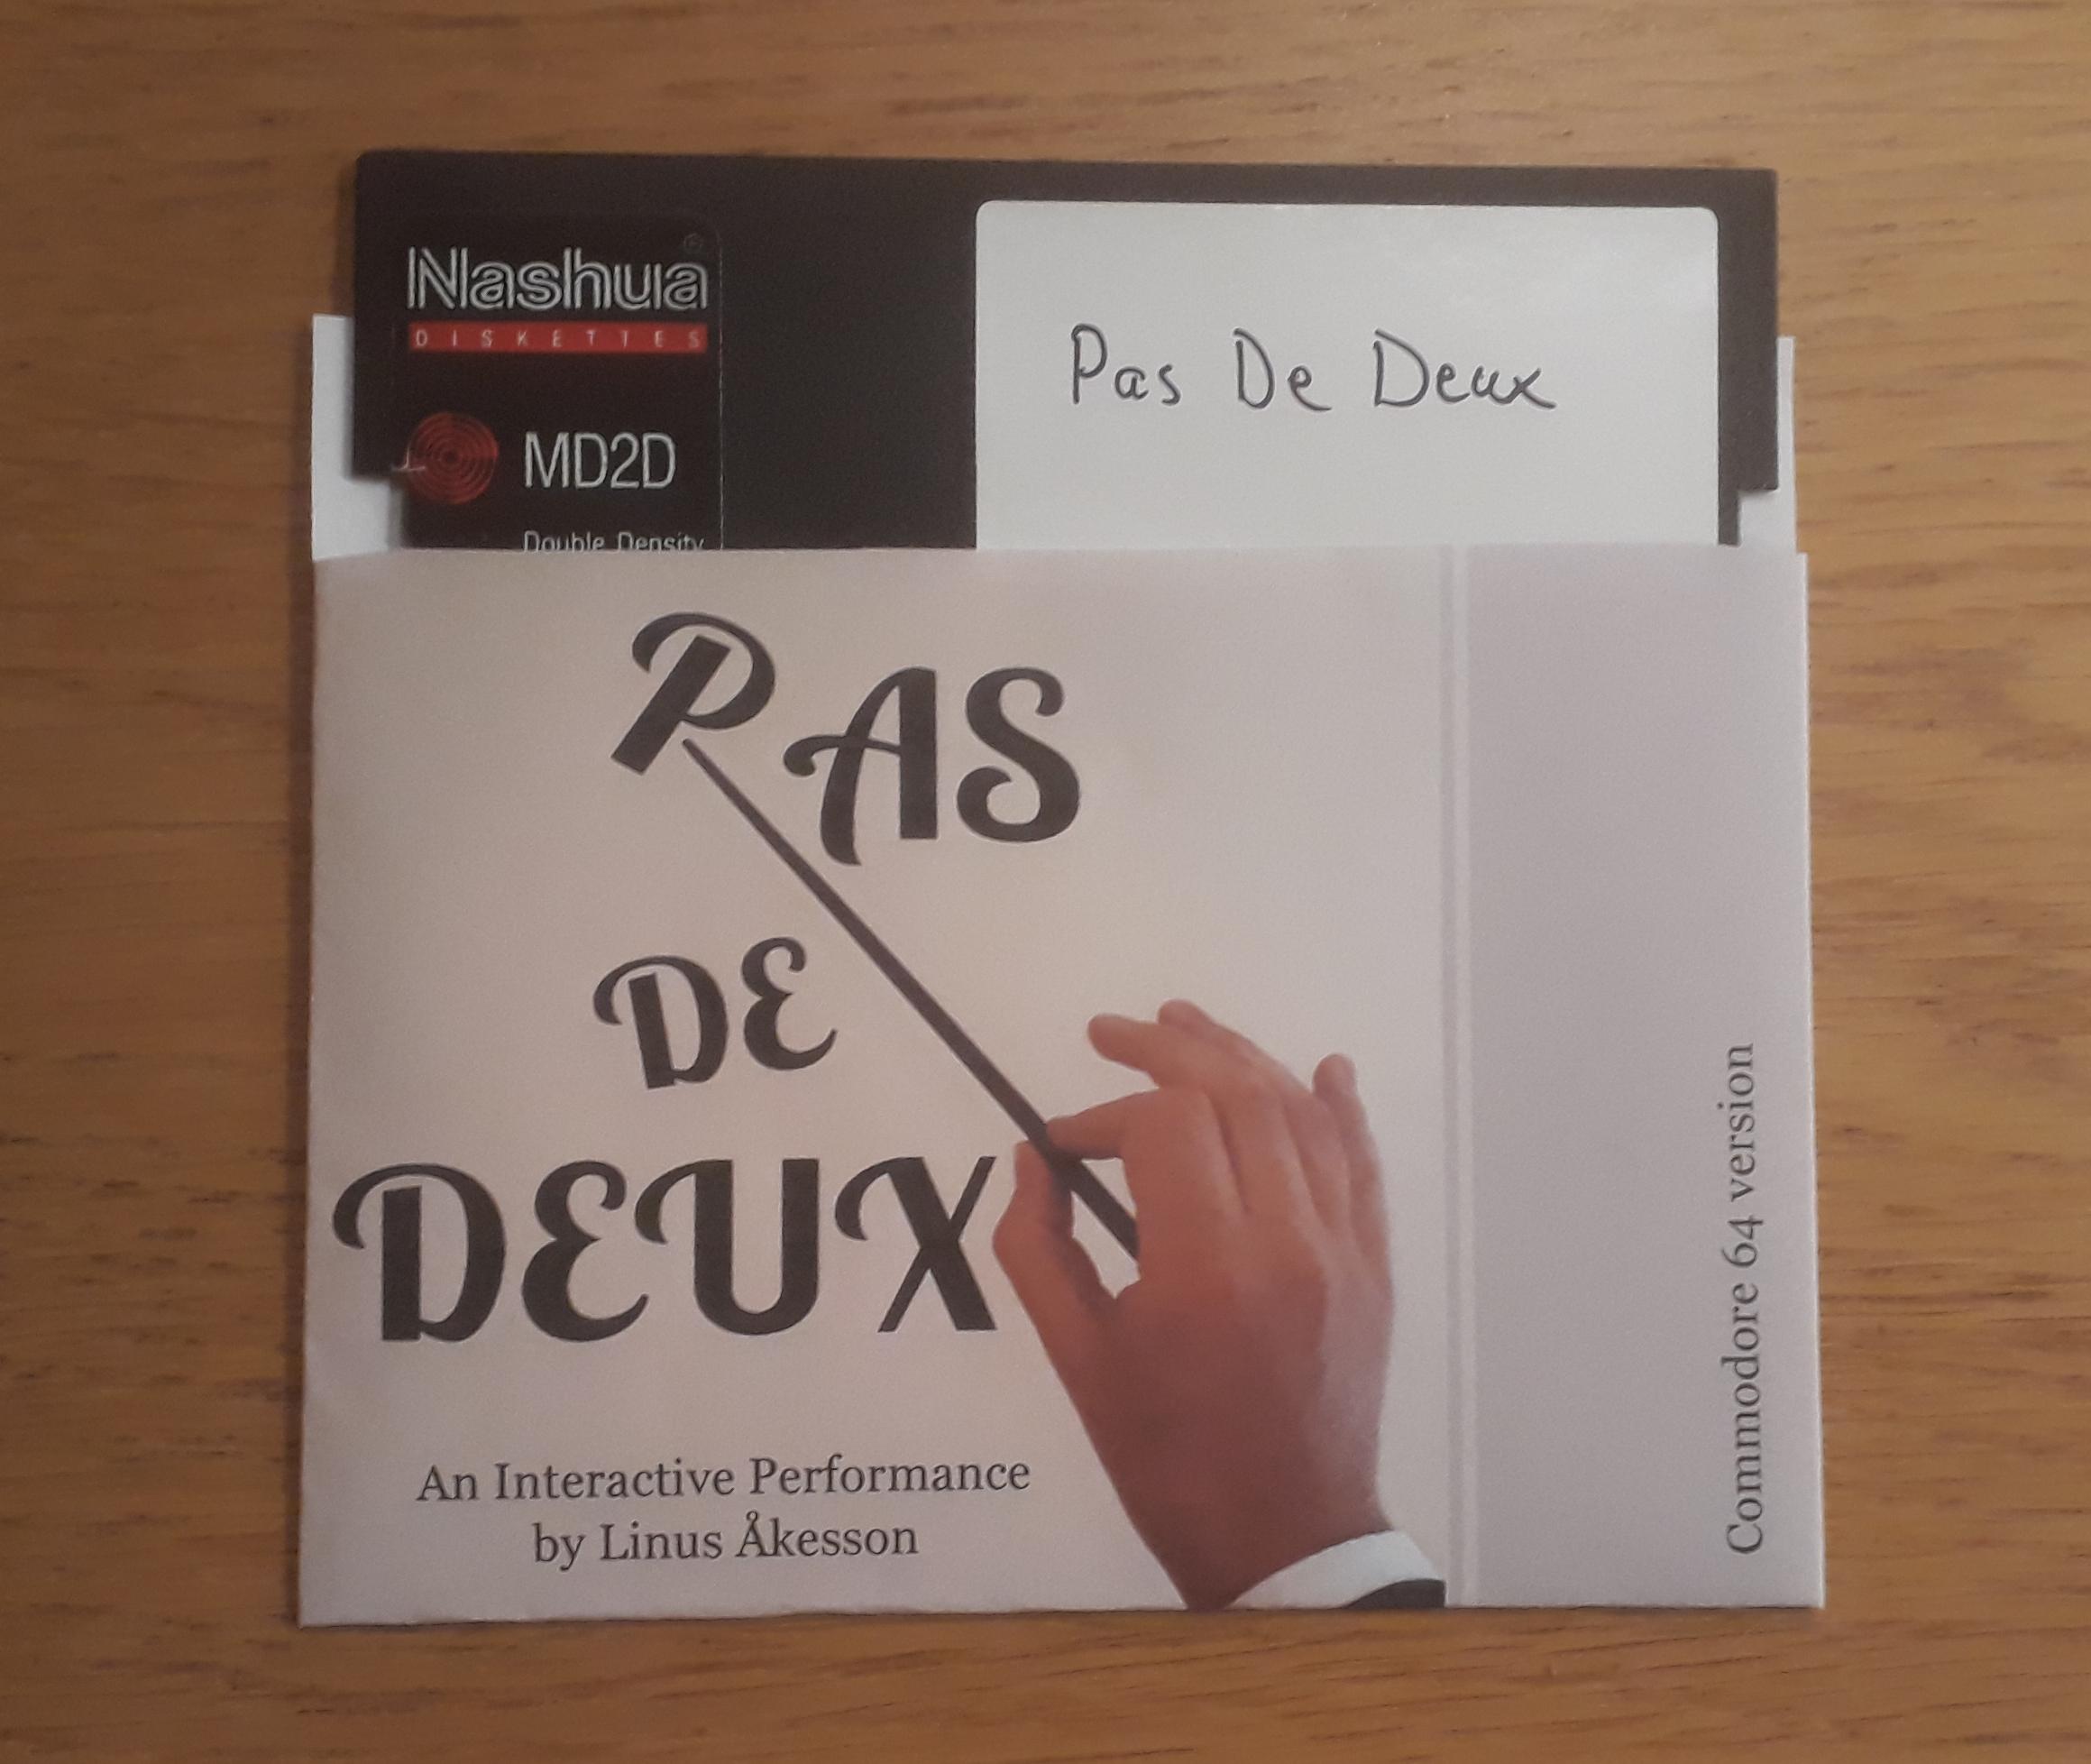 Nashua®
DISKETTES
MD2D
Double Density
Pas De Deux
PAS
DE
DEUX
An Interactive Performance
by Linus Åkesson
Commodore 64 version